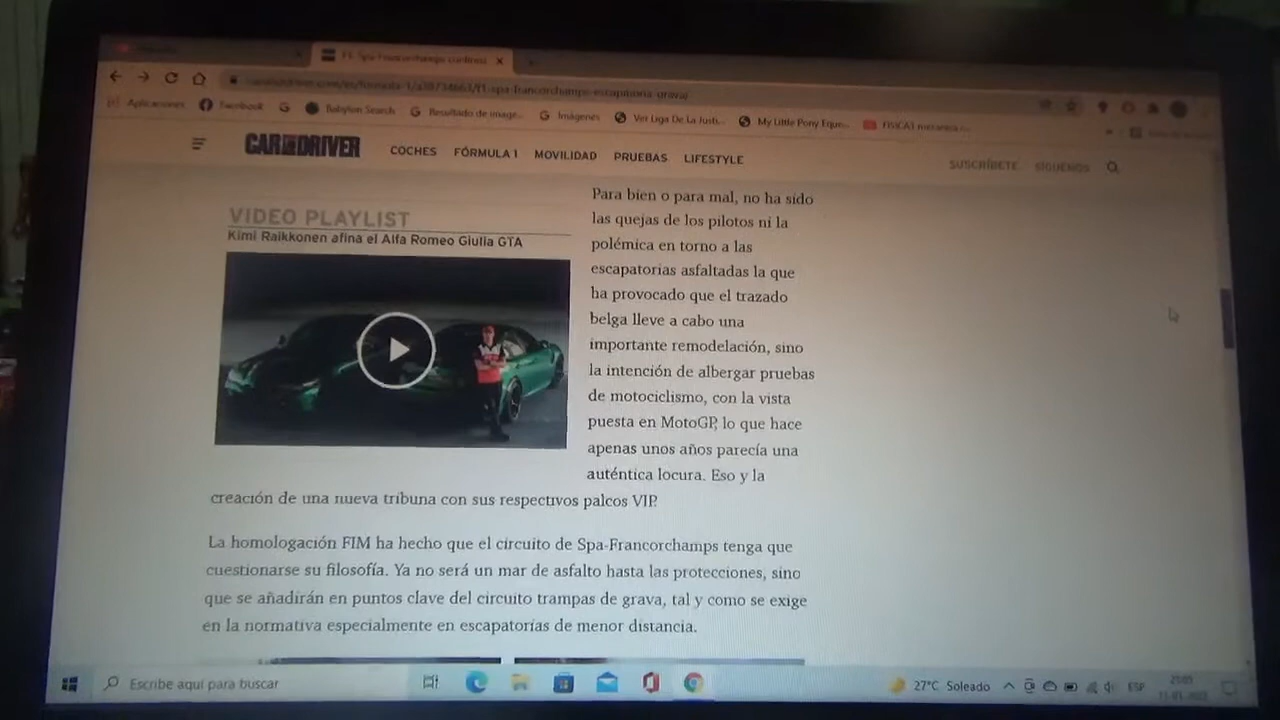 F1: Spa-Francorchamps
Aplicaciones
Facebook
Babylon Search
Resultado de image...
Imágenes
Ver Liga De La Justi...
My Little Pony Eque...
CAR AND DRIVER
COCHES
FÓRMULA 1
MOVILIDAD
PRUEBAS
LIFESTYLE
SUSCRÍBETE
SÍGUENOS
VIDEO PLAYLIST
Kimi Raikkonen afina el Alfa Romeo Giulia GTA
Para bien o para mal, no ha sido
las quejas de los pilotos ni la
polémica en torno a las
escapatorias asfaltadas la que
ha provocado que el trazado
belga lleve a cabo una
importante remodelación, sino
la intención de albergar pruebas
de motociclismo, con la vista
puesta en MotoGP, lo que hace
apenas unos años parecía una
auténtica locura. Eso y la
creación de una nueva tribuna con sus respectivos palcos VIP.
La homologación FIM ha hecho que el circuito de Spa-Francorchamps tenga que
cuestionarse su filosofía. Ya no será un mar de asfalto hasta las protecciones, sino
que se añadirán en puntos clave del circuito trampas de grava, tal y como se exige
en la normativa especialmente en escapatorias de menor distancia.
Escribe aquí para buscar
27°C Soleado
ESP